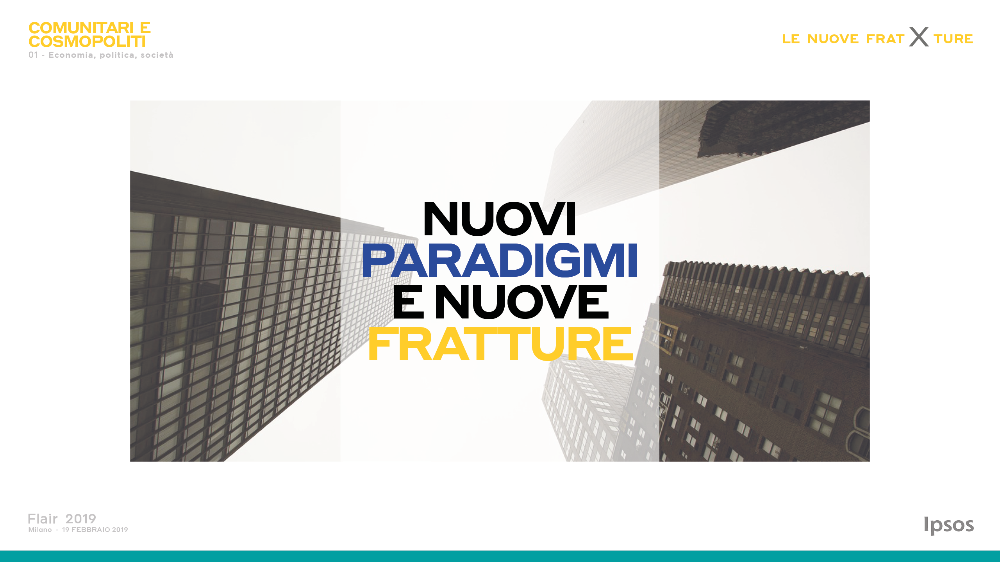 COMUNITARI E
COSMOPOLITI
01 - Economia, politica, società
LE NUOVE FRAT X TURE
NUOVI
PARADIGMI
E NUOVE
FRATTURE
Flair 2019
Milano - 19 FEBBRAIO 2019
Ipsos